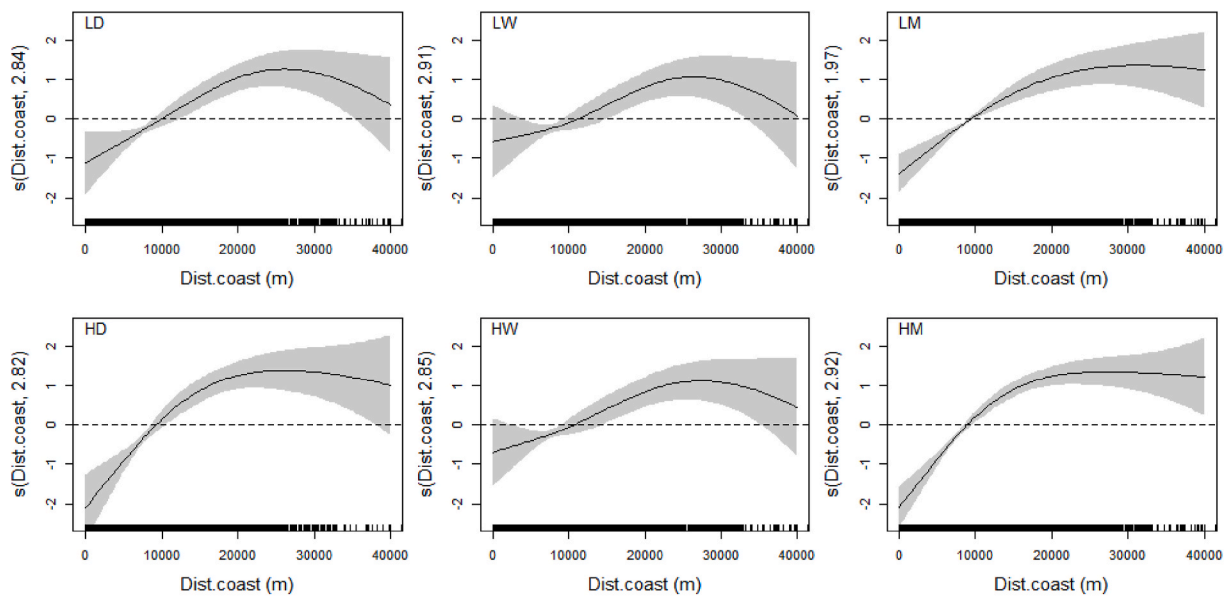 LD
s(Dist.coast, 2.84)
2
1
0
-1
-2
0 10000 20000 30000 40000
Dist.coast (m)
LW
s(Dist.coast, 2.91)
2
1
0
-1
-2
0 10000 20000 30000 40000
Dist.coast (m)
LM
s(Dist.coast, 1.97)
2
1
0
-1
-2
0 10000 20000 30000 40000
Dist.coast (m)
HD
s(Dist.coast, 2.82)
2
1
0
-1
-2
0 10000 20000 30000 40000
Dist.coast (m)
HW
s(Dist.coast, 2.85)
2
1
0
-1
-2
0 10000 20000 30000 40000
Dist.coast (m)
HM
s(Dist.coast, 2.92)
2
1
0
-1
-2
0 10000 20000 30000 40000
Dist.coast (m)